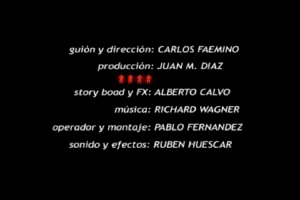 guión y dirección: CARLOS FAEMINO
producción: JUAN M. DIAZ
story boad y FX: ALBERTO CALVO
música: RICHARD WAGNER
operador y montaje: PABLO FERNANDEZ
sonido y efectos: RUBEN HUESCAR